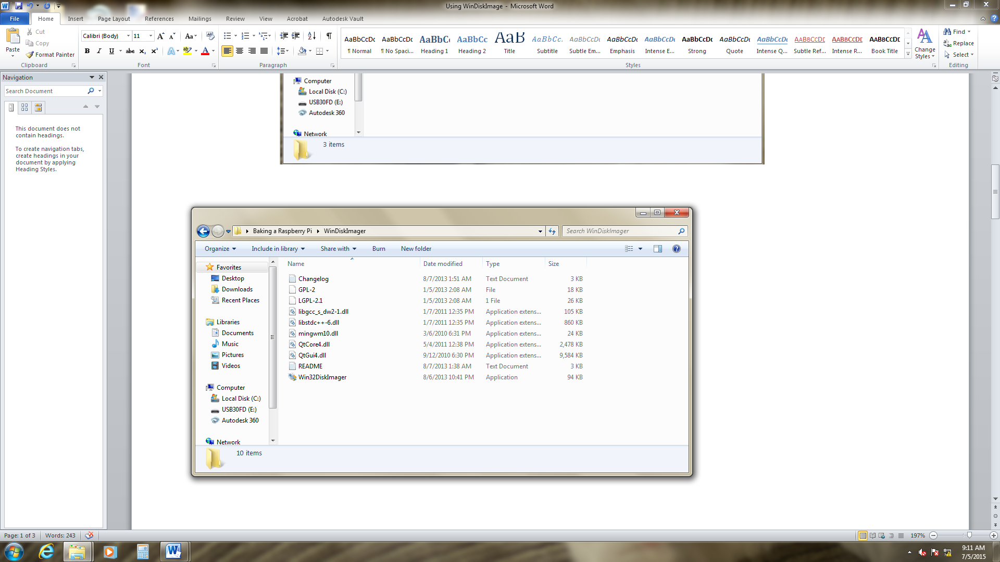 Using WinDiskImage - Microsoft Word
File Home Insert Page Layout References Mailings Review View Acrobat Autodesk Vault
Paste
Cut
Copy
Format Painter
Clipboard
Calibri (Body) 11
Font
Paragraph
AaBbCcDc AaBbCcDc AaBbC AaBbCc AaB AaBbCc. AaBbCcDc AaBbCcDc AaBbCcDc AaBbCcDc AaBbCcDc AaBbCcDc AABBCCDE AABBCCDE AABBCCDE
¶ Normal ¶ No Spaci... Heading 1 Heading 2 Title Subtitle Subtle Em... Emphasis Intense E... Strong Quote Intense Q... Subtle Ref... Intense R... Book Title
Styles
Change
Styles
Find
Replace
Select
Editing
Navigation
Search Document
This document does not
contain headings.
To create navigation tabs,
create headings in your
document by applying
Heading Styles.
Computer
Local Disk (C:)
USB30FD (E:)
Autodesk 360
Network
3 items
Baking a Raspberry Pi WinDiskImager
Search WinDiskImager
Organize Include in library Share with Burn New folder
Favorites
Desktop
Downloads
Recent Places
Libraries
Documents
Music
Pictures
Videos
Computer
Local Disk (C:)
USB30FD (E:)
Autodesk 360
Network
Name Date modified Type Size
Changelog 8/7/2013 1:51 AM Text Document 3 KB
GPL-2 1/5/2013 2:08 AM File 18 KB
LGPL-2.1 1/5/2013 2:08 AM 1 File 26 KB
libgcc_s_dw2-1.dll 1/7/2011 12:35 PM Application extens... 105 KB
libstdc++-6.dll 1/7/2011 12:35 PM Application extens... 860 KB
mingwm10.dll 3/6/2010 6:31 PM Application extens... 24 KB
QtCore4.dll 5/4/2011 12:38 PM Application extens... 2,478 KB
QtGui4.dll 9/12/2010 6:30 PM Application extens... 9,584 KB
README 8/7/2013 1:38 AM Text Document 3 KB
Win32DiskImager 8/6/2013 10:41 PM Application 94 KB
10 items
Page: 1 of 3 Words: 243
197%
9:11 AM
7/5/2015